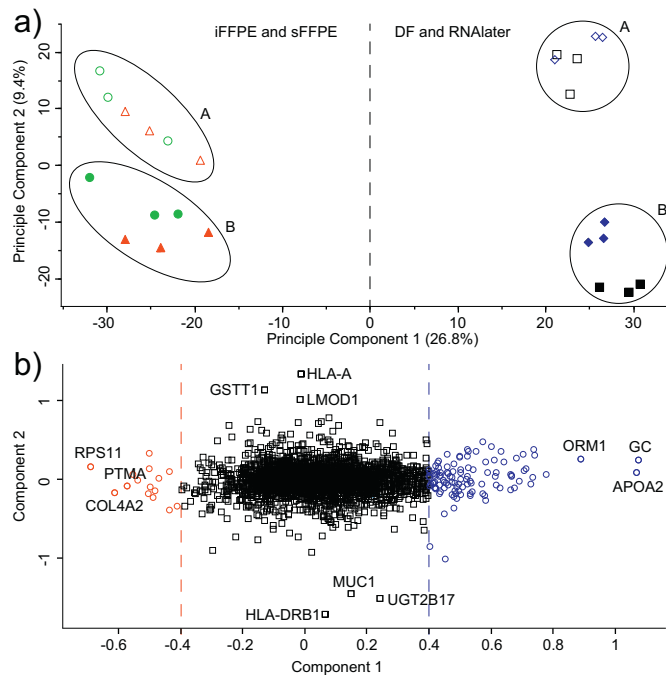 a)
iFFPE and sFFPE DF and RNAlater
A
A
B
B
20
10
0
-10
-20
Principle Component 2 (9.4%)
-30 -20 -10 0 10 20 30
Principle Component 1 (26.8%)
b)
HLA-A
GSTT1
LMOD1
RPS11
PTMA
COL4A2
ORM1
GC
APOA2
MUC1
UGT2B17
HLA-DRB1
1
0
-1
Component 2
-0.6 -0.4 -0.2 0 0.2 0.4 0.6 0.8 1
Component 1